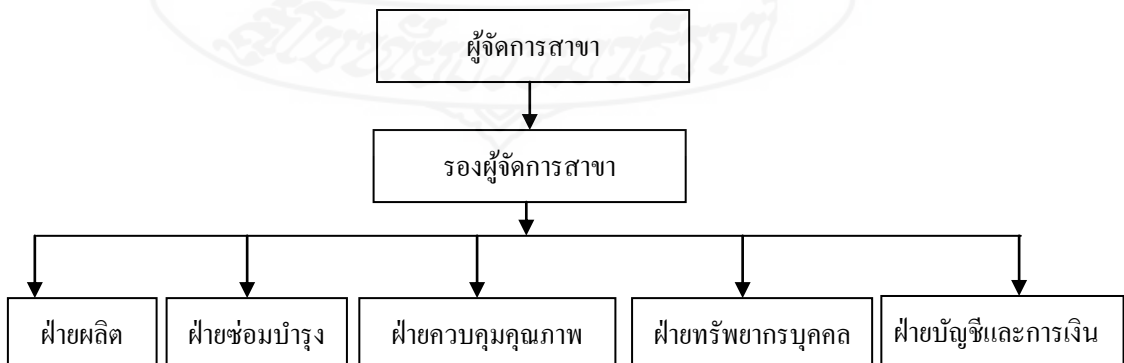 ผู้จัดการสาขา
รองผู้จัดการสาขา
ฝ่ายผลิต
ฝ่ายซ่อมบำรุง
ฝ่ายควบคุมคุณภาพ
ฝ่ายทรัพยากรบุคคล
ฝ่ายบัญชีและการเงิน